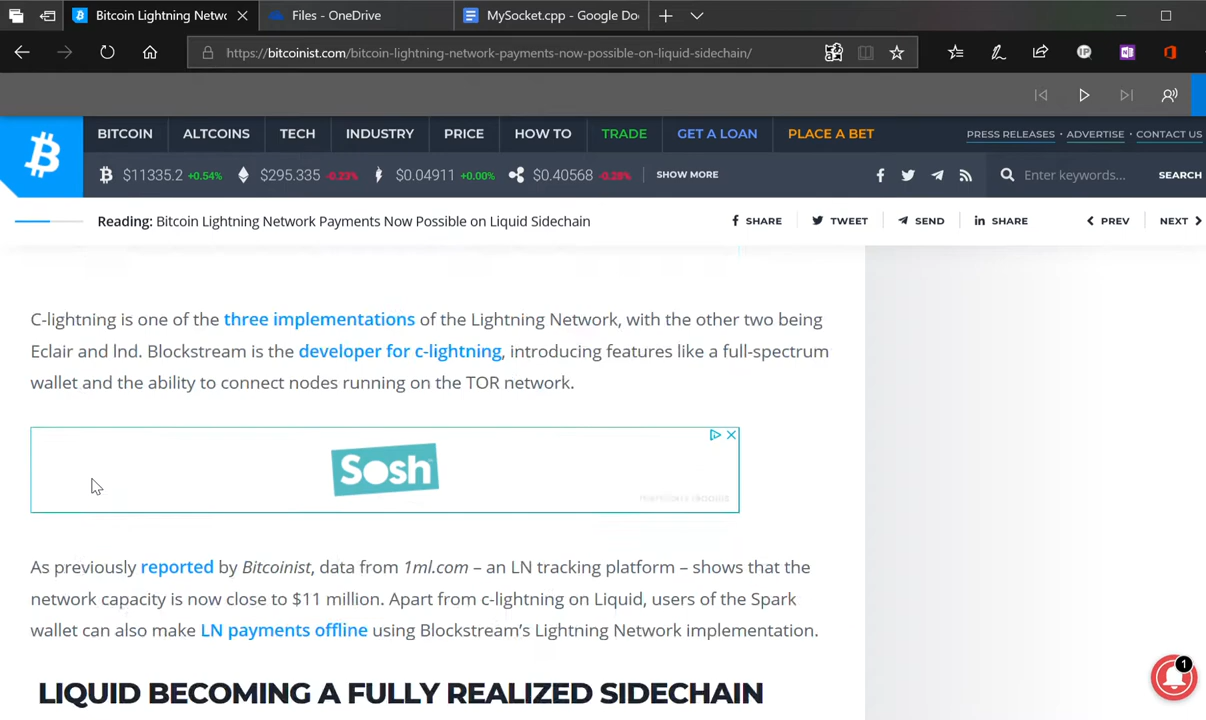 Bitcoin Lightning Netwo
Files - OneDrive
MySocket.cpp - Google Do
https://bitcoinist.com/bitcoin-lightning-network-payments-now-possible-on-liquid-sidechain/
BITCOIN ALTCOINS TECH INDUSTRY PRICE HOW TO TRADE GET A LOAN PLACE A BET PRESS RELEASES • ADVERTISE • CONTACT US
$11335.2 +0.54% $295.335 -0.23% $0.04911 +0.00% $0.40568 -0.28% SHOW MORE Enter keywords... SEARCH
Reading: Bitcoin Lightning Network Payments Now Possible on Liquid Sidechain SHARE TWEET SEND SHARE PREV NEXT
C-lightning is one of the three implementations of the Lightning Network, with the other two being
Eclair and lnd. Blockstream is the developer for c-lightning, introducing features like a full-spectrum
wallet and the ability to connect nodes running on the TOR network.
Sosh
As previously reported by Bitcoinist, data from 1ml.com – an LN tracking platform – shows that the
network capacity is now close to $11 million. Apart from c-lightning on Liquid, users of the Spark
wallet can also make LN payments offline using Blockstream's Lightning Network implementation.
LIQUID BECOMING A FULLY REALIZED SIDECHAIN
1